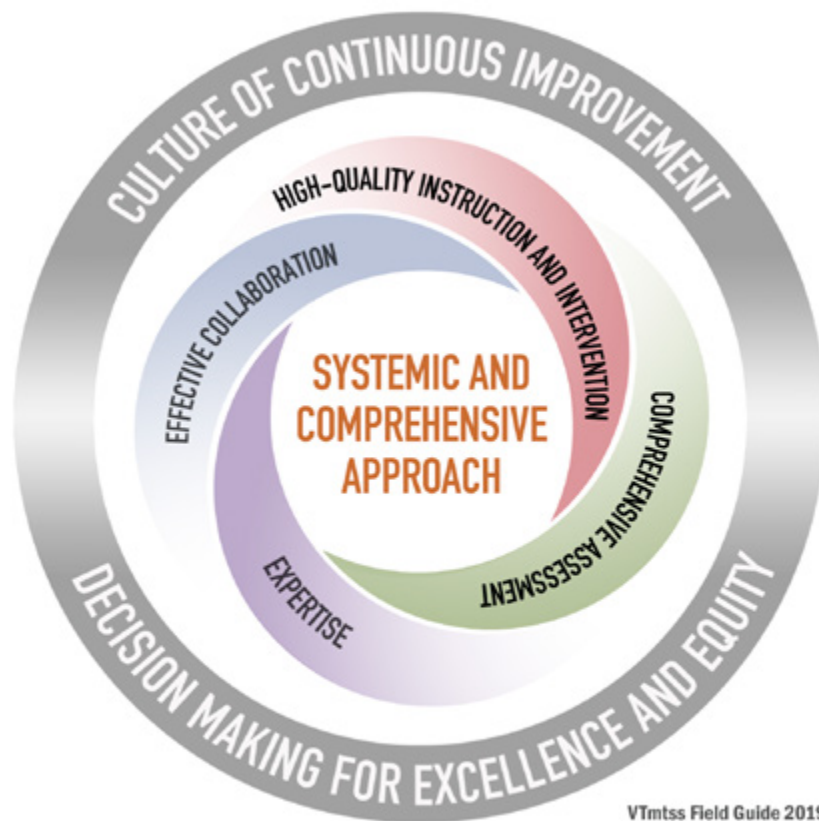 CULTURE OF CONTINUOUS IMPROVEMENT
HIGH-QUALITY INSTRUCTION AND INTERVENTION
EFFECTIVE COLLABORATION
SYSTEMIC AND
COMPREHENSIVE
APPROACH
COMPREHENSIVE ASSESSMENT
EXPERTISE
DECISION MAKING FOR EXCELLENCE AND EQUITY
VTmtss Field Guide 2019